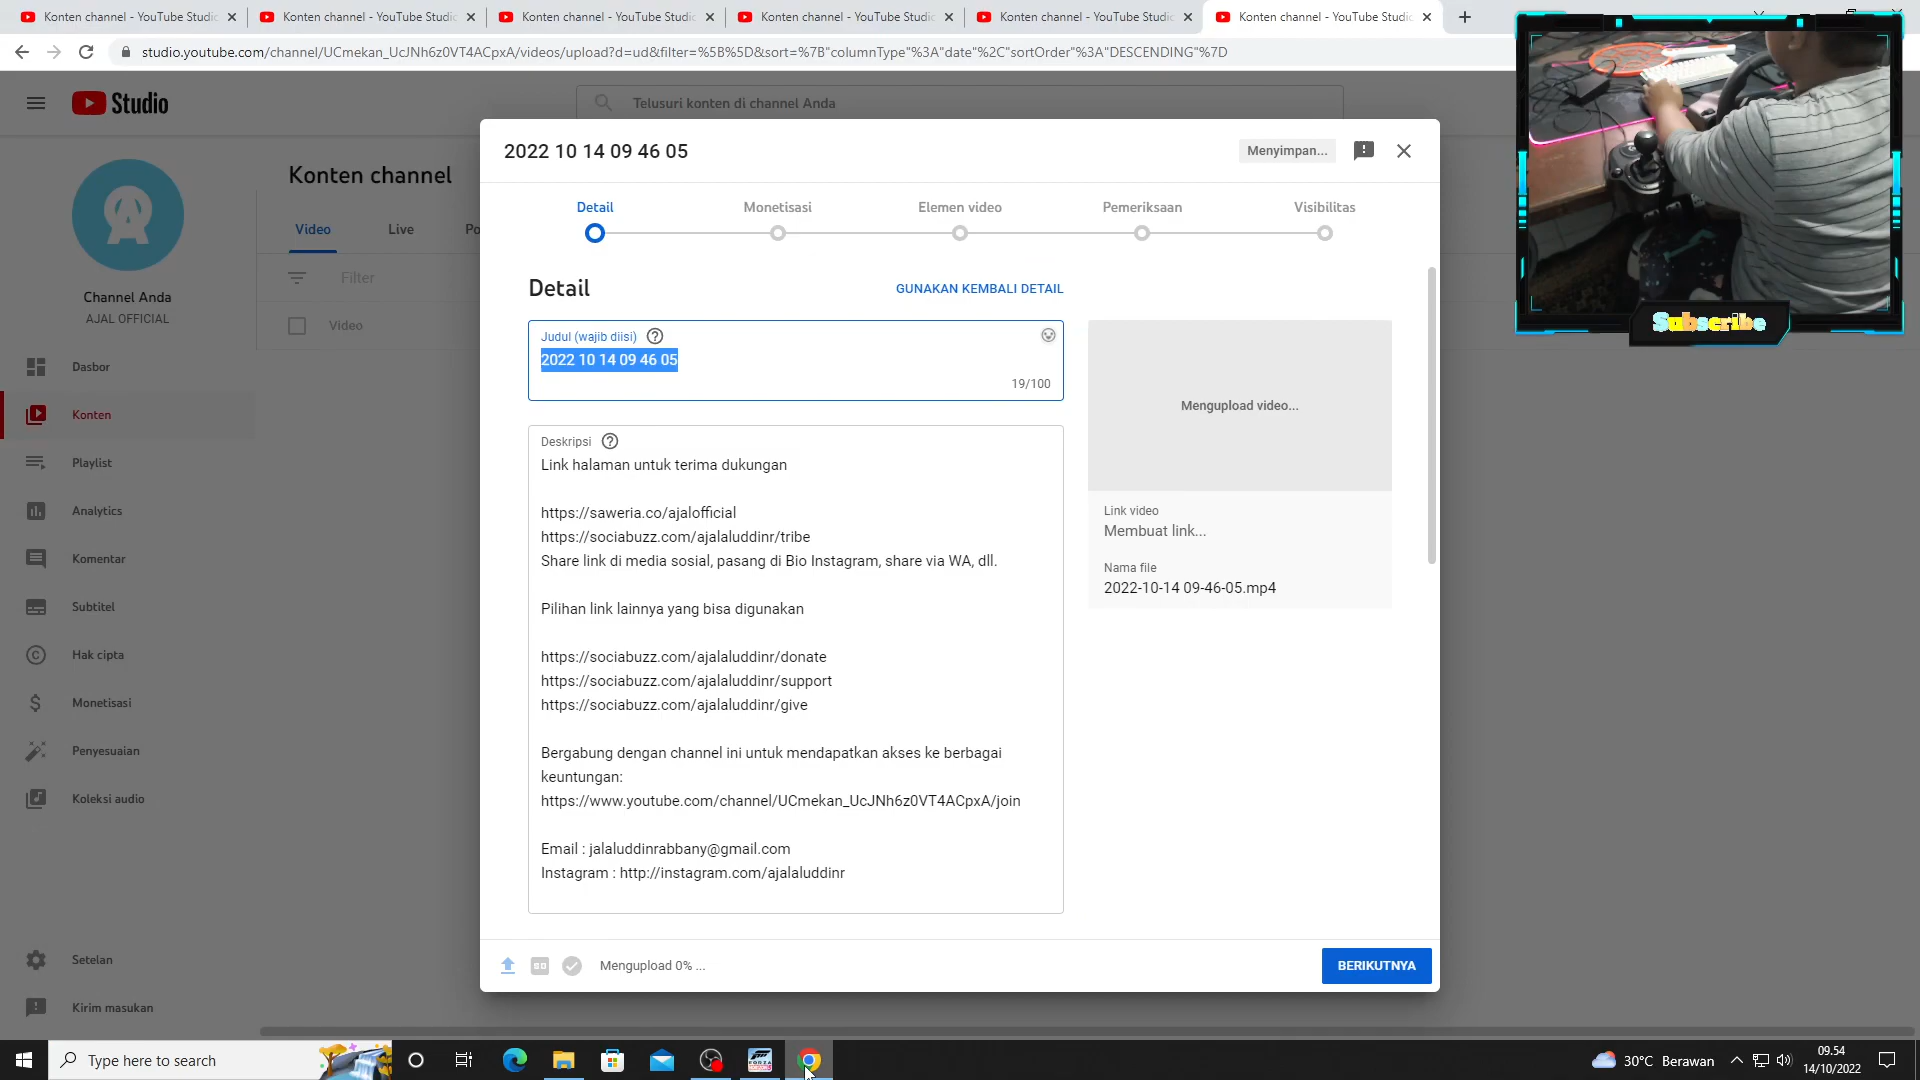 Konten channel - YouTube Studio
Konten channel - YouTube Studio
Konten channel - YouTube Studio
Konten channel - YouTube Studio
Konten channel - YouTube Studio
Konten channel - YouTube Studio
studio.youtube.com/channel/UCmekan_UcJNh6z0VT4ACpxA/videos/upload?d=ud&filter=%5B%5D&sort=%7B"columnType"%3A"date"%2C"sortOrder"%3A"DESCENDING"%7D
Studio
Telusuri konten di channel Anda
Subscribe
Channel Anda
AJAL OFFICIAL
Dasbor
Konten
Playlist
Analytics
Komentar
Subtitel
Hak cipta
Monetisasi
Penyesuaian
Koleksi audio
Setelan
Kirim masukan
Konten channel
Video
Live
Po
Filter
Video
2022 10 14 09 46 05
Menyimpan...
Detail
Monetisasi
Elemen video
Pemeriksaan
Visibilitas
Detail
GUNAKAN KEMBALI DETAIL
Judul (wajib diisi)
2022 10 14 09 46 05
19/100
Deskripsi
Link halaman untuk terima dukungan
https://saweria.co/ajalofficial
https://sociabuzz.com/ajalaluddinr/tribe
Share link di media sosial, pasang di Bio Instagram, share via WA, dll.
Pilihan link lainnya yang bisa digunakan
https://sociabuzz.com/ajalaluddinr/donate
https://sociabuzz.com/ajalaluddinr/support
https://sociabuzz.com/ajalaluddinr/give
Bergabung dengan channel ini untuk mendapatkan akses ke berbagai
keuntungan:
https://www.youtube.com/channel/UCmekan_UcJNh6z0VT4ACpxA/join
Email : jalaluddinrabbany@gmail.com
Instagram : http://instagram.com/ajalaluddinr
Mengupload video...
Link video
Membuat link...
Nama file
2022-10-14 09-46-05.mp4
Mengupload 0% ...
BERIKUTNYA
Type here to search
30°C Berawan
09.54
14/10/2022